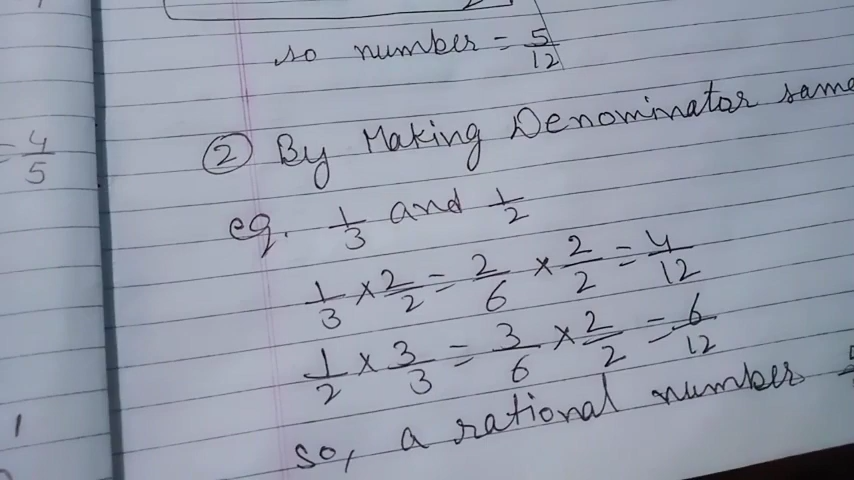 so number = 5/12
② By Making Denominator same
eg. 1/3 and 1/2
1/3 × 2/2 = 2/6 × 2/2 = 4/12
1/2 × 3/3 = 3/6 × 2/2 = 6/12
so, a rational number
= 4/5
1